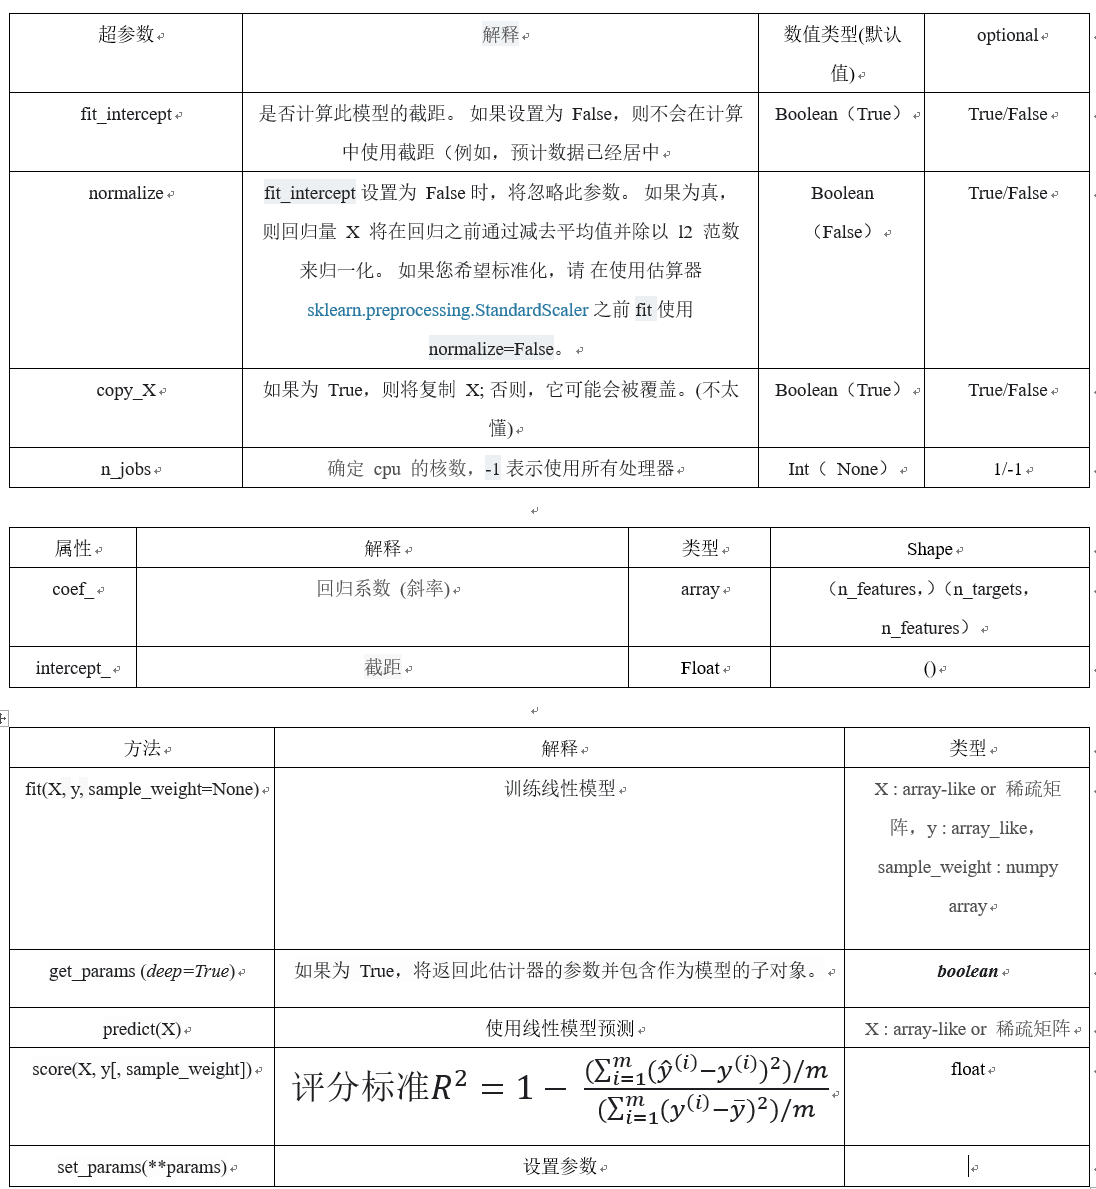 超参数 解释 数值类型(默认 optional
值)
fit_intercept 是否计算此模型的截距。 如果设置为 False，则不会在计算 Boolean（True） True/False
中使用截距（例如，预计数据已经居中
normalize fit_intercept 设置为 False 时，将忽略此参数。 如果为真， Boolean True/False
则回归量 X 将在回归之前通过减去平均值并除以 l2 范数 （False）
来归一化。 如果您希望标准化，请 在使用估算器
sklearn.preprocessing.StandardScaler 之前 fit 使用
normalize=False。
copy_X 如果为 True，则将复制 X; 否则，它可能会被覆盖。(不太 Boolean（True） True/False
懂)
n_jobs 确定 cpu 的核数，-1 表示使用所有处理器 Int（ None） 1/-1
属性 解释 类型 Shape
coef_ 回归系数 (斜率) array （n_features，）（n_targets，
n_features）
intercept_ 截距 Float ()
方法 解释 类型
fit(X, y, sample_weight=None) 训练线性模型 X : array-like or 稀疏矩
阵，y : array_like，
sample_weight : numpy
array
get_params (deep=True) 如果为 True，将返回此估计器的参数并包含作为模型的子对象。 boolean
predict(X) 使用线性模型预测 X : array-like or 稀疏矩阵
score(X, y[, sample_weight]) 评分标准R² = 1 − (∑ᵢ₌₁ᵐ(ŷ⁽ⁱ⁾−y⁽ⁱ⁾)²)/m / (∑ᵢ₌₁ᵐ(y⁽ⁱ⁾−ȳ)²)/m float
set_params(**params) 设置参数